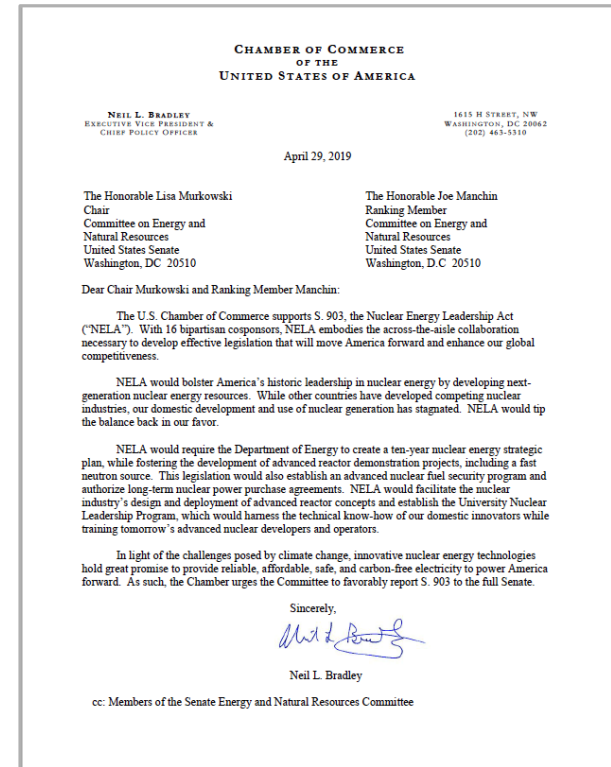 CHAMBER OF COMMERCE
OF THE
UNITED STATES OF AMERICA
NEIL L. BRADLEY
EXECUTIVE VICE PRESIDENT &
CHIEF POLICY OFFICER
1615 H STREET, NW
WASHINGTON, DC 20062
(202) 463-5310
April 29, 2019
The Honorable Lisa Murkowski
Chair
Committee on Energy and
Natural Resources
United States Senate
Washington, DC 20510
The Honorable Joe Manchin
Ranking Member
Committee on Energy and
Natural Resources
United States Senate
Washington, D.C 20510
Dear Chair Murkowski and Ranking Member Manchin:
The U.S. Chamber of Commerce supports S. 903, the Nuclear Energy Leadership Act
("NELA"). With 16 bipartisan cosponsors, NELA embodies the across-the-aisle collaboration
necessary to develop effective legislation that will move America forward and enhance our global
competitiveness.
NELA would bolster America's historic leadership in nuclear energy by developing next-
generation nuclear energy resources. While other countries have developed competing nuclear
industries, our domestic development and use of nuclear generation has stagnated. NELA would tip
the balance back in our favor.
NELA would require the Department of Energy to create a ten-year nuclear energy strategic
plan, while fostering the development of advanced reactor demonstration projects, including a fast
neutron source. This legislation would also establish an advanced nuclear fuel security program and
authorize long-term nuclear power purchase agreements. NELA would facilitate the nuclear
industry's design and deployment of advanced reactor concepts and establish the University Nuclear
Leadership Program, which would harness the technical know-how of our domestic innovators while
training tomorrow's advanced nuclear developers and operators.
In light of the challenges posed by climate change, innovative nuclear energy technologies
hold great promise to provide reliable, affordable, safe, and carbon-free electricity to power America
forward. As such, the Chamber urges the Committee to favorably report S. 903 to the full Senate.
Sincerely,
Neil L. Bradley
cc: Members of the Senate Energy and Natural Resources Committee